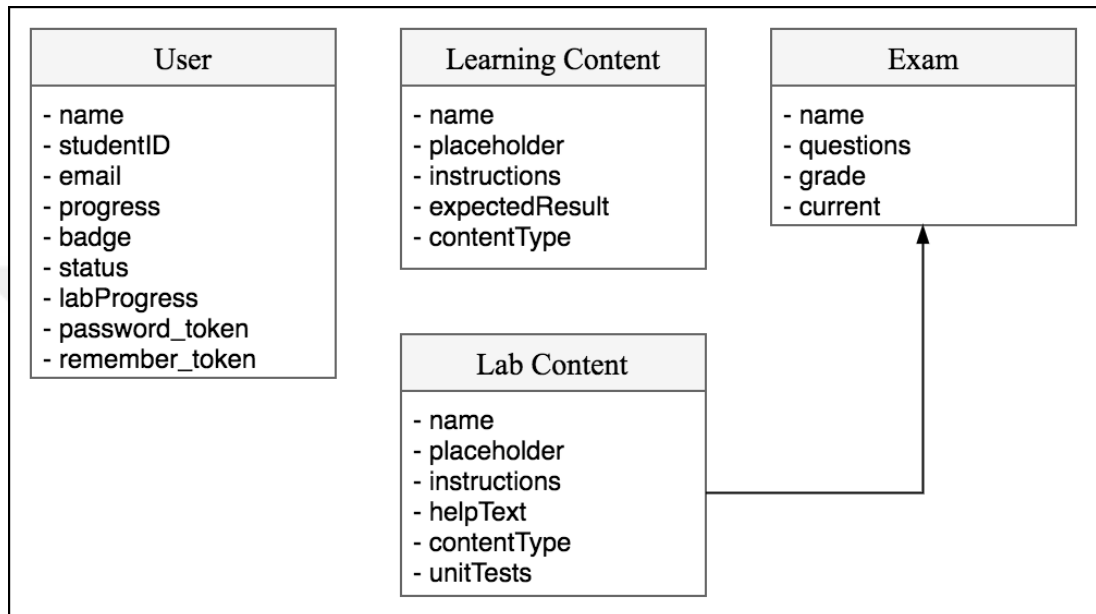 User
- name
- studentID
- email
- progress
- badge
- status
- labProgress
- password_token
- remember_token
Learning Content
- name
- placeholder
- instructions
- expectedResult
- contentType
Exam
- name
- questions
- grade
- current
Lab Content
- name
- placeholder
- instructions
- helpText
- contentType
- unitTests